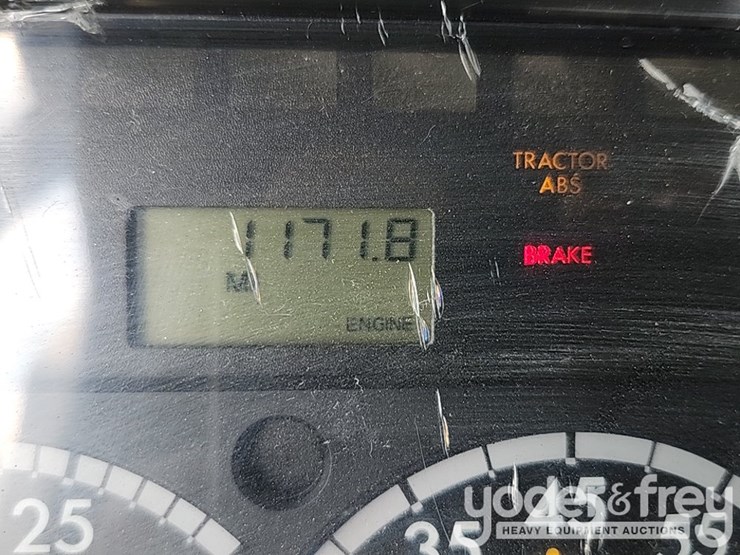 TRACTOR
ABS
1171.8
BRAKE
M
ENGINE
25
35
45
55
yoder&frey
HEAVY EQUIPMENT AUCTIONS